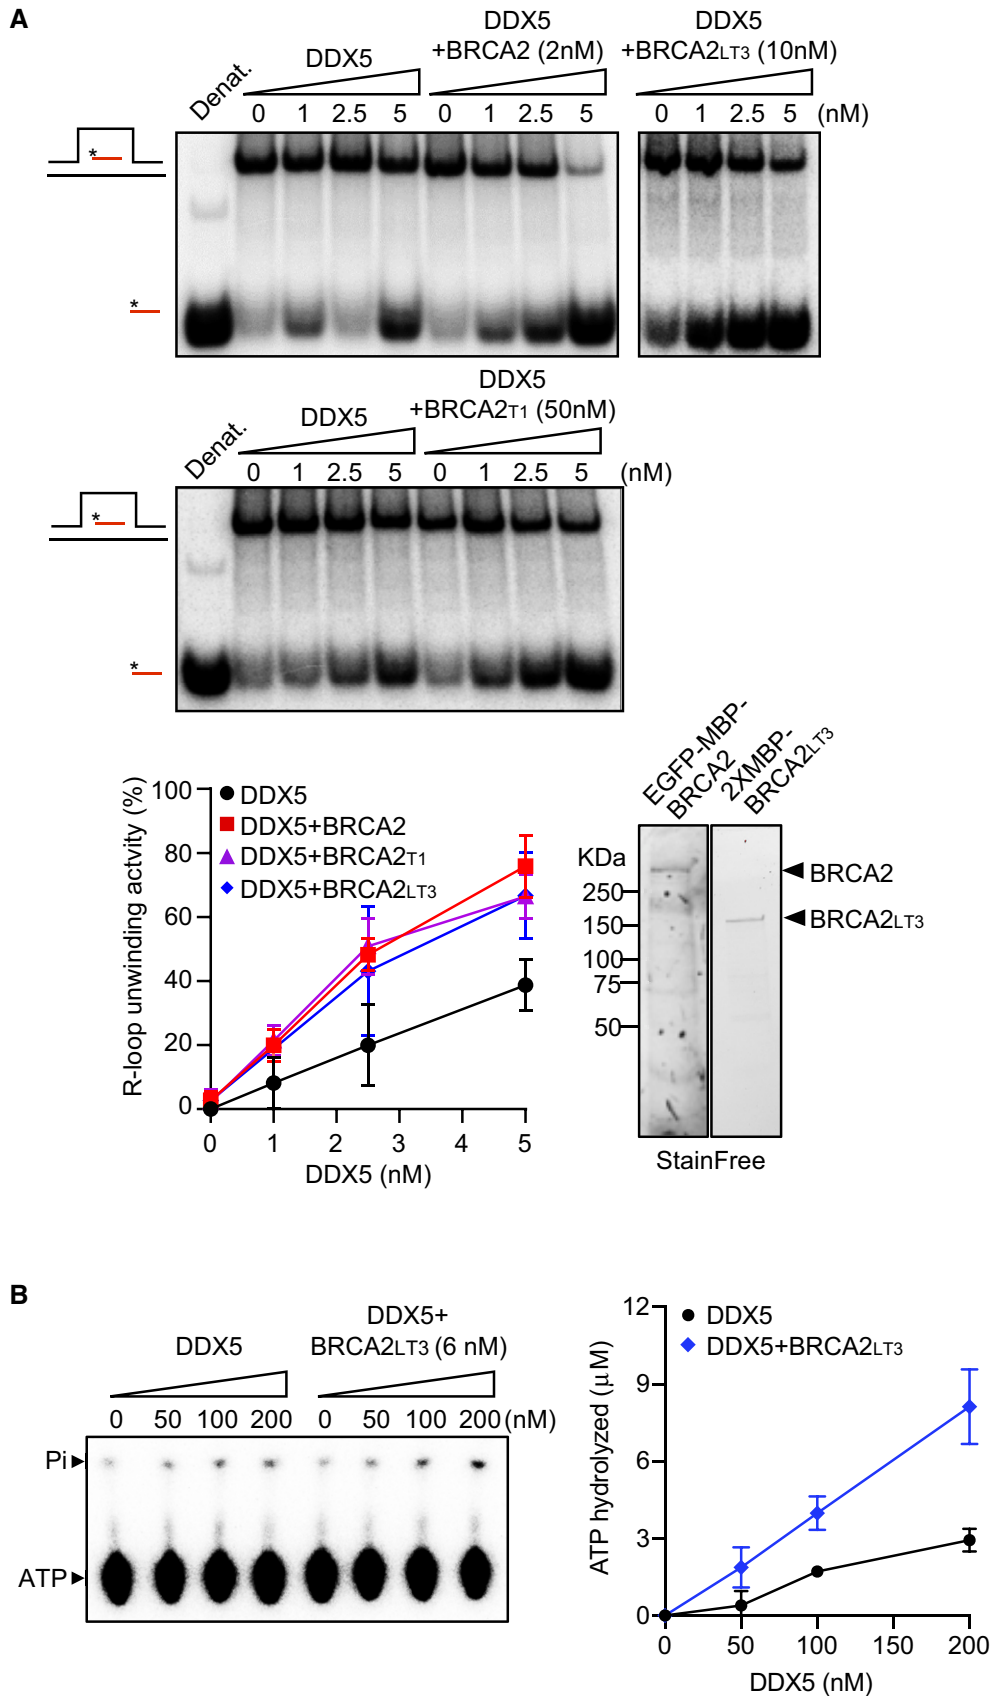 A
Denat.
DDX5
DDX5
+BRCA2 (2nM)
DDX5
+BRCA2LT3 (10nM)
0 1 2.5 5 0 1 2.5 5 0 1 2.5 5 (nM)
*
*
Denat.
DDX5
DDX5
+BRCA2T1 (50nM)
0 1 2.5 5 0 1 2.5 5 (nM)
*
*
R-loop unwinding actvity (%)
100
80
60
40
20
0
DDX5
DDX5+BRCA2
DDX5+BRCA2T1
DDX5+BRCA2LT3
0 1 2 3 4 5
DDX5 (nM)
EGFP-MBP-
BRCA2
2XMBP-
BRCA2LT3
KDa
250
150
100
75
50
BRCA2
BRCA2LT3
StainFree
B
DDX5
DDX5+
BRCA2LT3 (6 nM)
0 50 100 200 0 50 100 200 (nM)
Pi
ATP
ATP hydrolyzed (μM)
12
9
6
3
0
DDX5
DDX5+BRCA2LT3
0 50 100 150 200
DDX5 (nM)